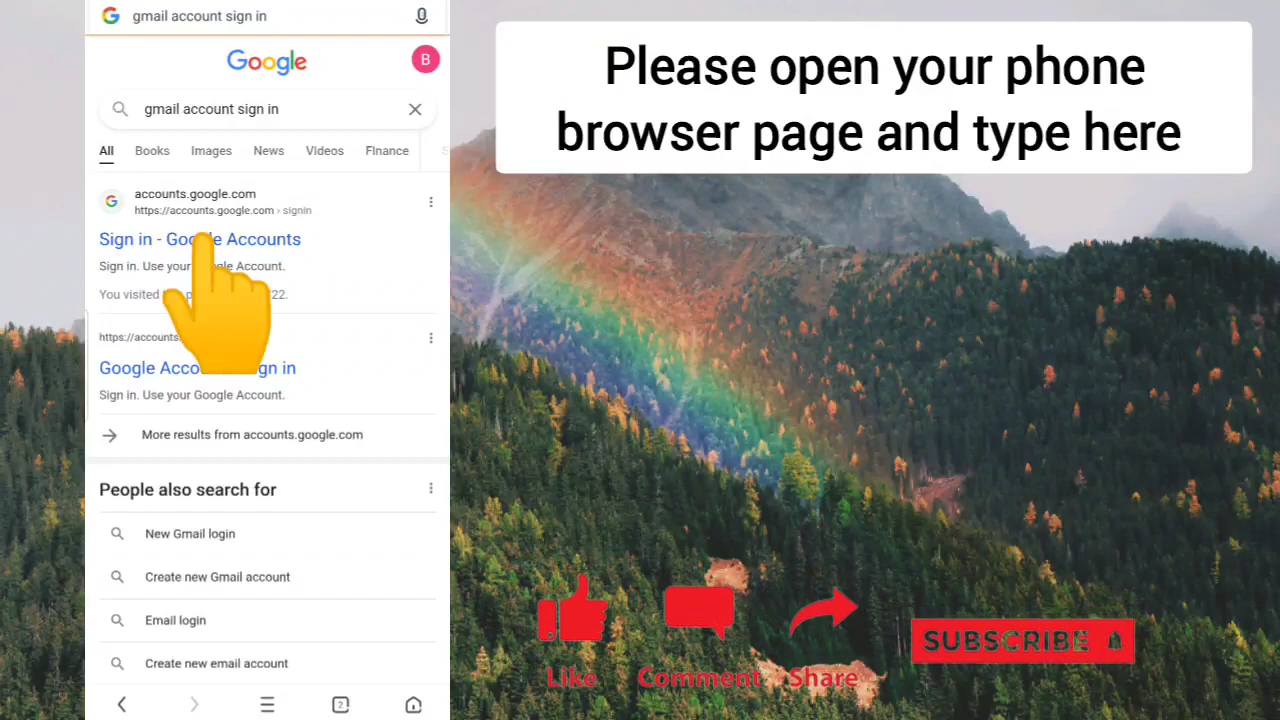 gmail account sign in
Google
B
gmail account sign in
All Books Images News Videos Finance
accounts.google.com
https://accounts.google.com › signin
Sign in - Google Accounts
Sign in. Use your Google Account.
You visited 22.
https://accounts.
Google Acco gn in
Sign in. Use your Google Account.
More results from accounts.google.com
People also search for
New Gmail login
Create new Gmail account
Email login
Create new email account
2
Please open your phone
browser page and type here
Like Comment Share
SUBSCRIBE